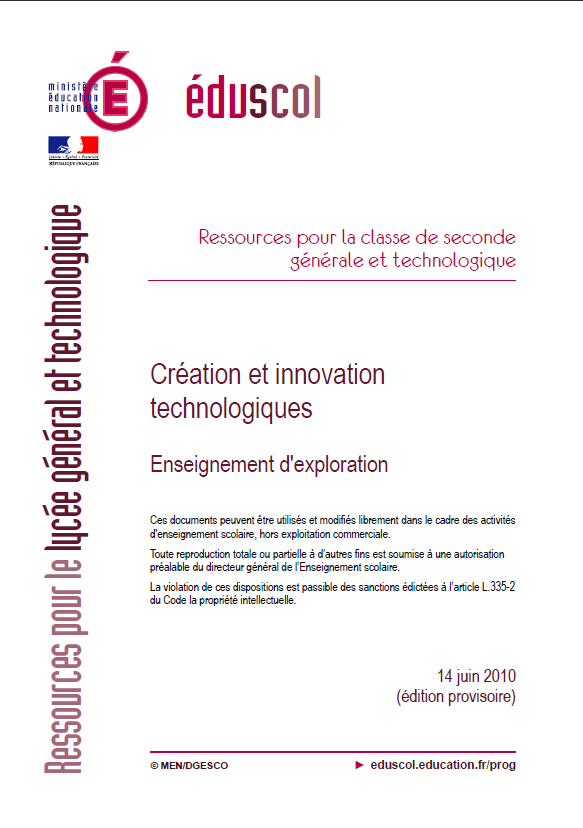 ministère
éducation
nationale
É
éduscol
Liberté • Égalité • Fraternité
RÉPUBLIQUE FRANÇAISE
Ressources pour le lycée général et technologique
Ressources pour la classe de seconde
générale et technologique
Création et innovation
technologiques
Enseignement d'exploration
Ces documents peuvent être utilisés et modifiés librement dans le cadre des activités
d'enseignement scolaire, hors exploitation commerciale.
Toute reproduction totale ou partielle à d'autres fins est soumise à une autorisation
préalable du directeur général de l'Enseignement scolaire.
La violation de ces dispositions est passible des sanctions édictées à l'article L.335-2
du Code la propriété intellectuelle.
14 juin 2010
(édition provisoire)
© MEN/DGESCO
► eduscol.education.fr/prog